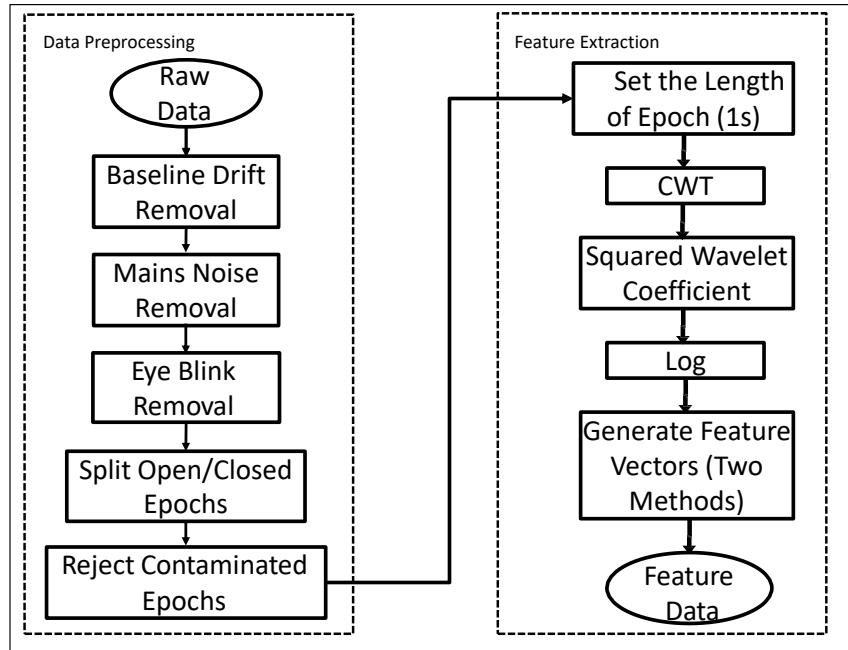 Data Preprocessing
Raw
Data
Baseline Drift
Removal
Mains Noise
Removal
Eye Blink
Removal
Split Open/Closed
Epochs
Reject Contaminated
Epochs
Feature Extraction
Set the Length
of Epoch (1s)
CWT
Squared Wavelet
Coefficient
Log
Generate Feature
Vectors (Two
Methods)
Feature
Data